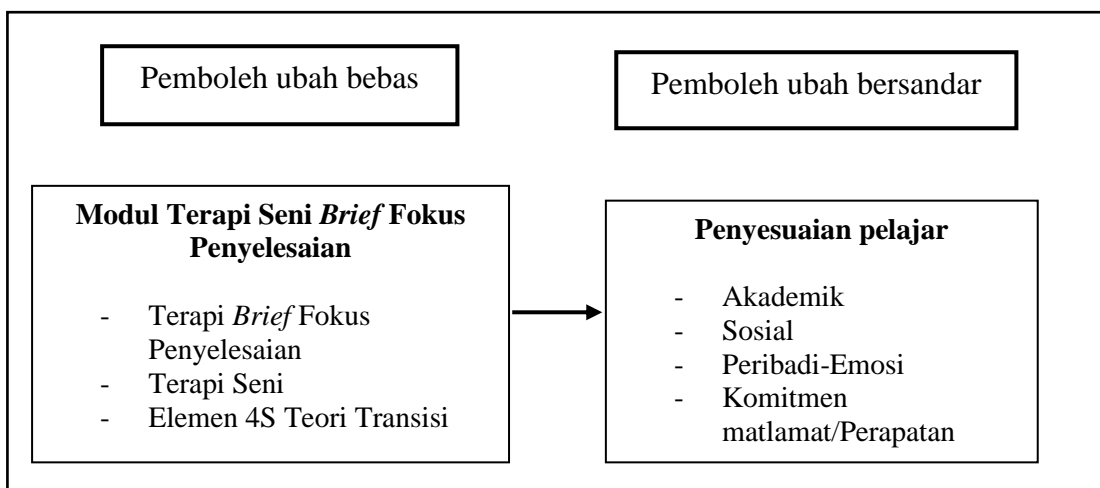 Pemboleh ubah bebas
Pemboleh ubah bersandar
Modul Terapi Seni Brief Fokus
Penyelesaian
- Terapi Brief Fokus
Penyelesaian
- Terapi Seni
- Elemen 4S Teori Transisi
Penyesuaian pelajar
- Akademik
- Sosial
- Peribadi-Emosi
- Komitmen
matlamat/Perapatan